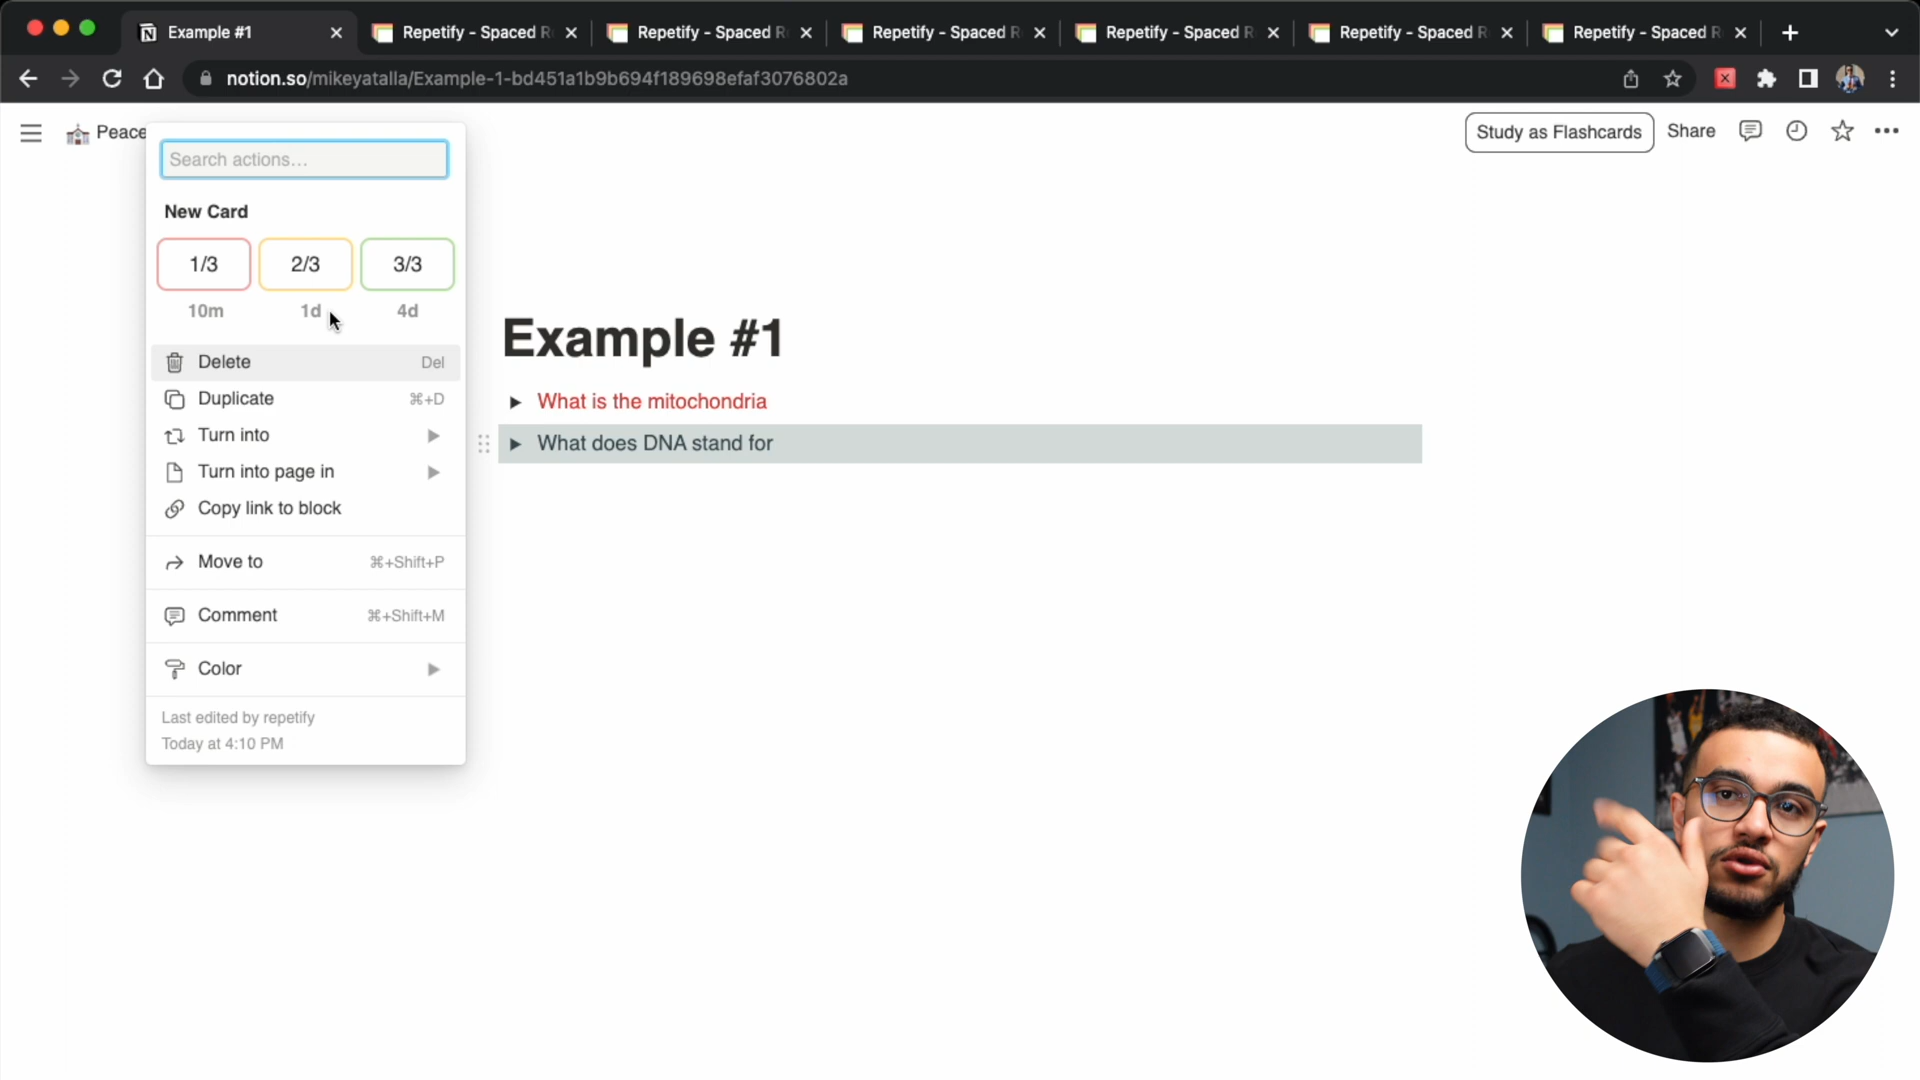 Example #1
Repetify - Spaced R
Repetify - Spaced R
Repetify - Spaced R
Repetify - Spaced R
Repetify - Spaced R
Repetify - Spaced R
notion.so/mikeyatalla/Example-1-bd451a1b9b694f189698efaf3076802a
Peace
Study as Flashcards
Share
Search actions…
New Card
1/3 2/3 3/3
10m 1d 4d
Delete Del
Duplicate ⌘+D
Turn into
Turn into page in
Copy link to block
Move to ⌘+Shift+P
Comment ⌘+Shift+M
Color
Last edited by repetify
Today at 4:10 PM
Example #1
What is the mitochondria
What does DNA stand for